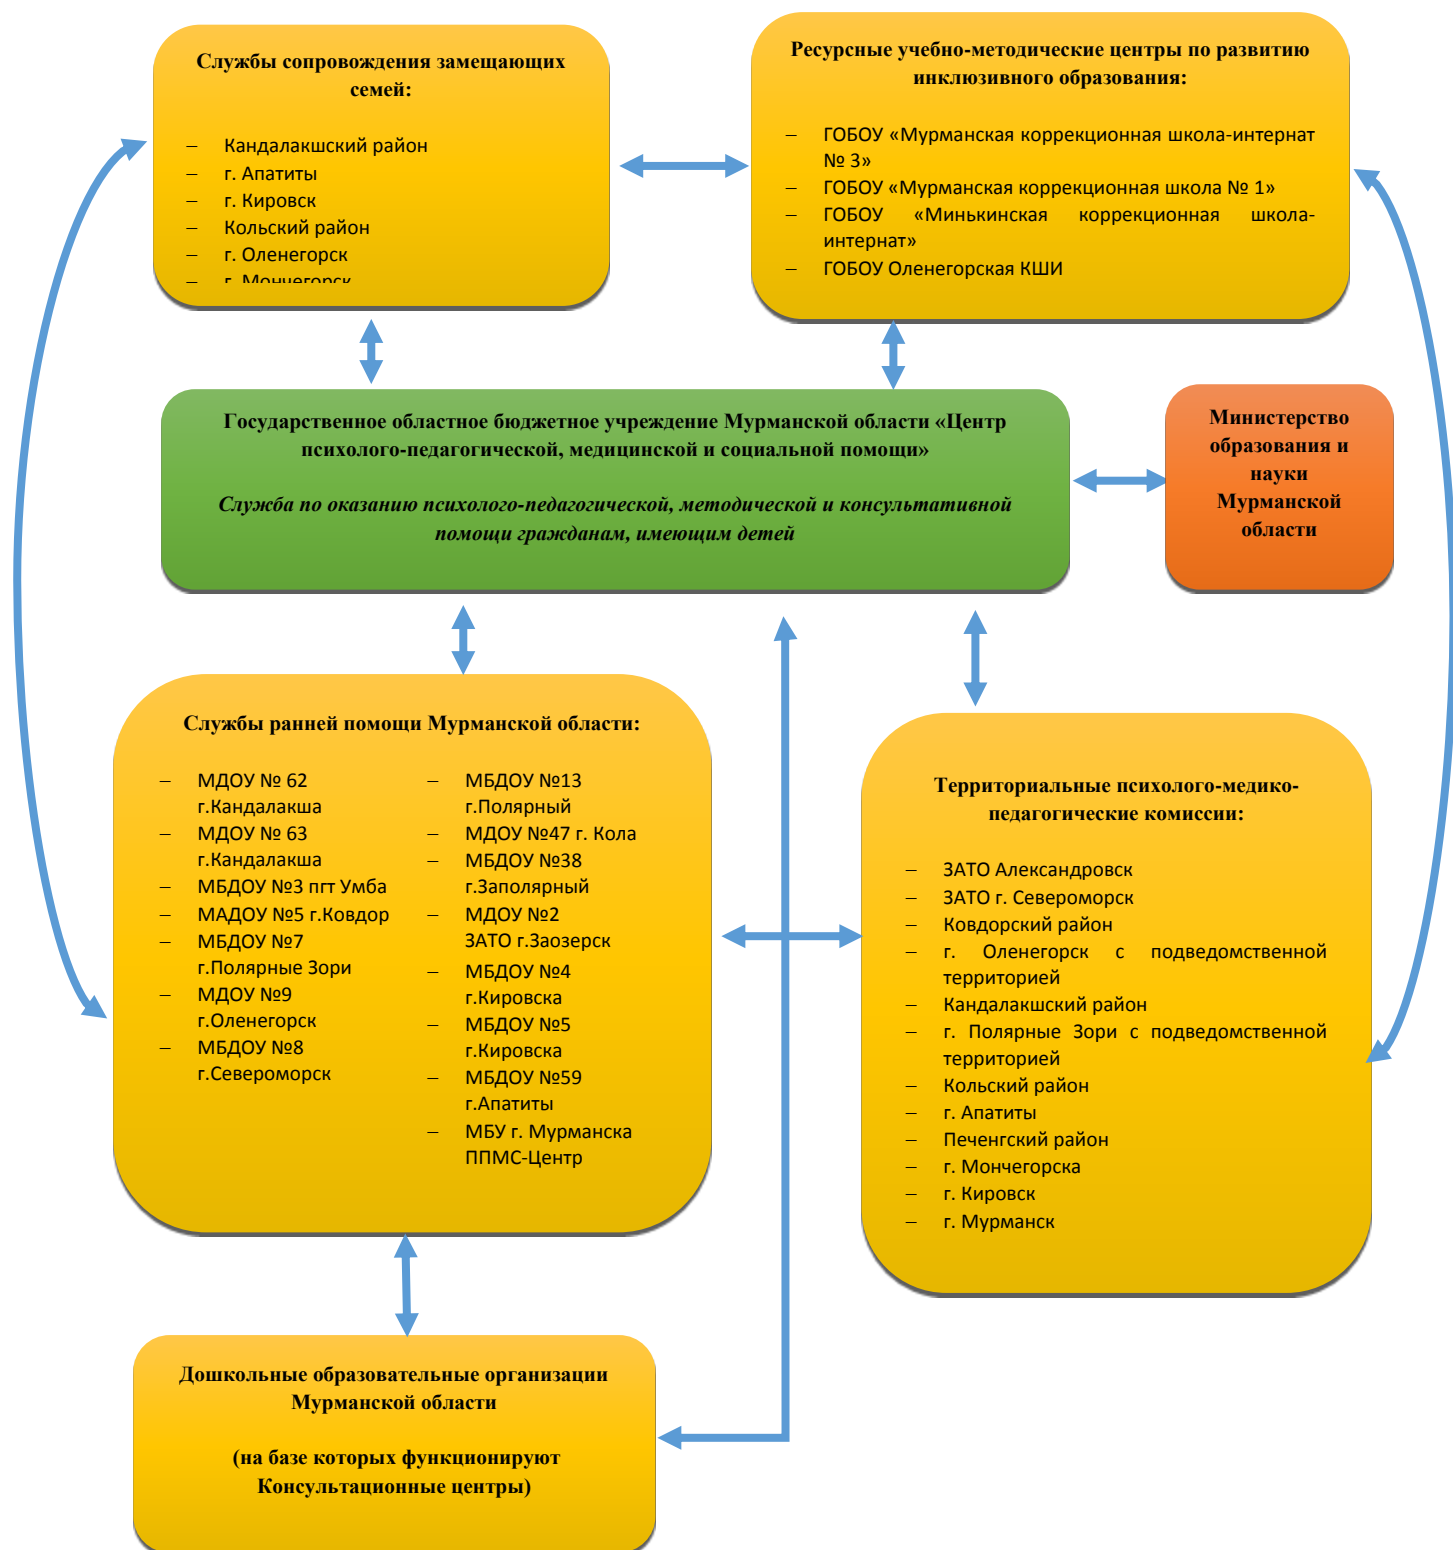 Службы сопровождения замещающих
семей:
– Кандалакшский район
– г. Апатиты
– г. Кировск
– Кольский район
– г. Оленегорск
– г. Мончегорск
Ресурсные учебно-методические центры по развитию
инклюзивного образования:
– ГОБОУ «Мурманская коррекционная школа-интернат
№ 3»
– ГОБОУ «Мурманская коррекционная школа № 1»
– ГОБОУ «Минькинская коррекционная школа-
интернат»
– ГОБОУ Оленегорская КШИ
Государственное областное бюджетное учреждение Мурманской области «Центр
психолого-педагогической, медицинской и социальной помощи»
Служба по оказанию психолого-педагогической, методической и консультативной
помощи гражданам, имеющим детей
Министерство
образования и
науки
Мурманской
области
Службы ранней помощи Мурманской области:
– МДОУ № 62
г.Кандалакша
– МДОУ № 63
г.Кандалакша
– МБДОУ №3 пгт Умба
– МАДОУ №5 г.Ковдор
– МБДОУ №7
г.Полярные Зори
– МДОУ №9
г.Оленегорск
– МБДОУ №8
г.Североморск
– МБДОУ №13
г.Полярный
– МДОУ №47 г. Кола
– МБДОУ №38
г.Заполярный
– МДОУ №2
ЗАТО г.Заозерск
– МБДОУ №4
г.Кировска
– МБДОУ №5
г.Кировска
– МБДОУ №59
г.Апатиты
– МБУ г. Мурманска
ППМС-Центр
Территориальные психолого-медико-
педагогические комиссии:
– ЗАТО Александровск
– ЗАТО г. Североморск
– Ковдорский район
– г. Оленегорск с подведомственной
территорией
– Кандалакшский район
– г. Полярные Зори с подведомственной
территорией
– Кольский район
– г. Апатиты
– Печенгский район
– г. Мончегорска
– г. Кировск
– г. Мурманск
Дошкольные образовательные организации
Мурманской области
(на базе которых функционируют
Консультационные центры)